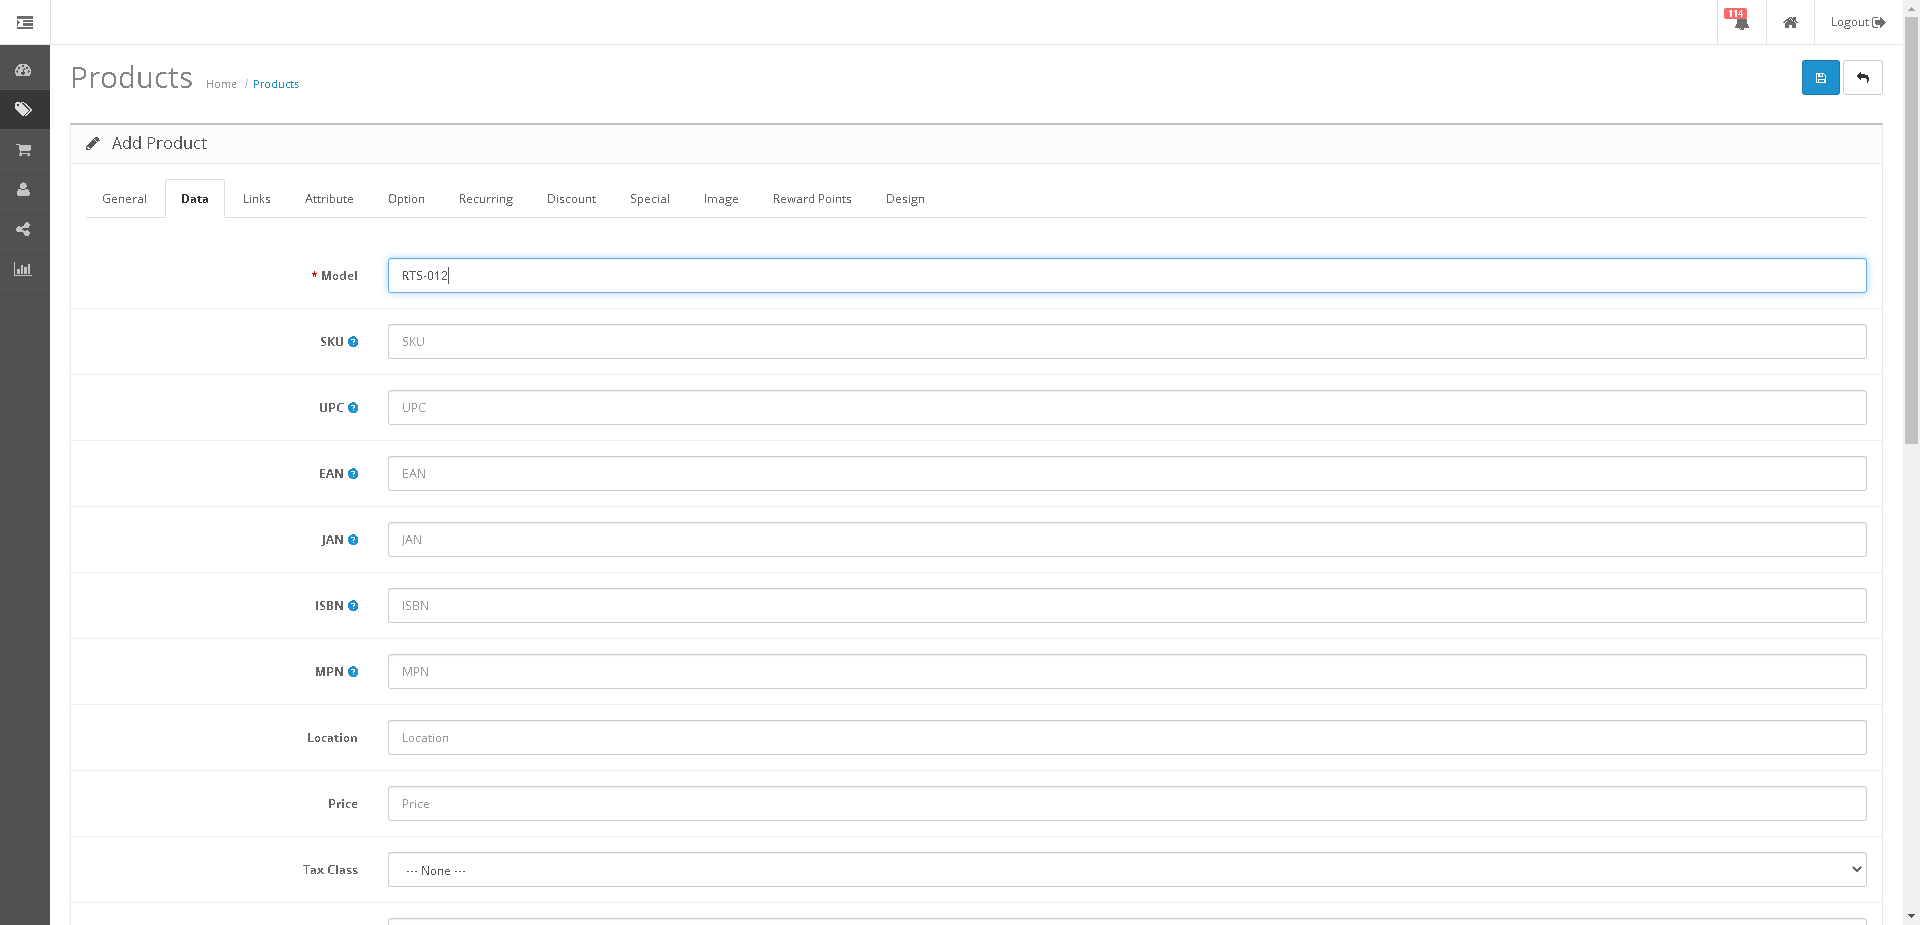 114
Logout
Products
Home / Products
Add Product
General Data Links Attribute Option Recurring Discount Special Image Reward Points Design
* Model RTS-012
SKU SKU
UPC UPC
EAN EAN
JAN JAN
ISBN ISBN
MPN MPN
Location Location
Price Price
Tax Class --- None ---